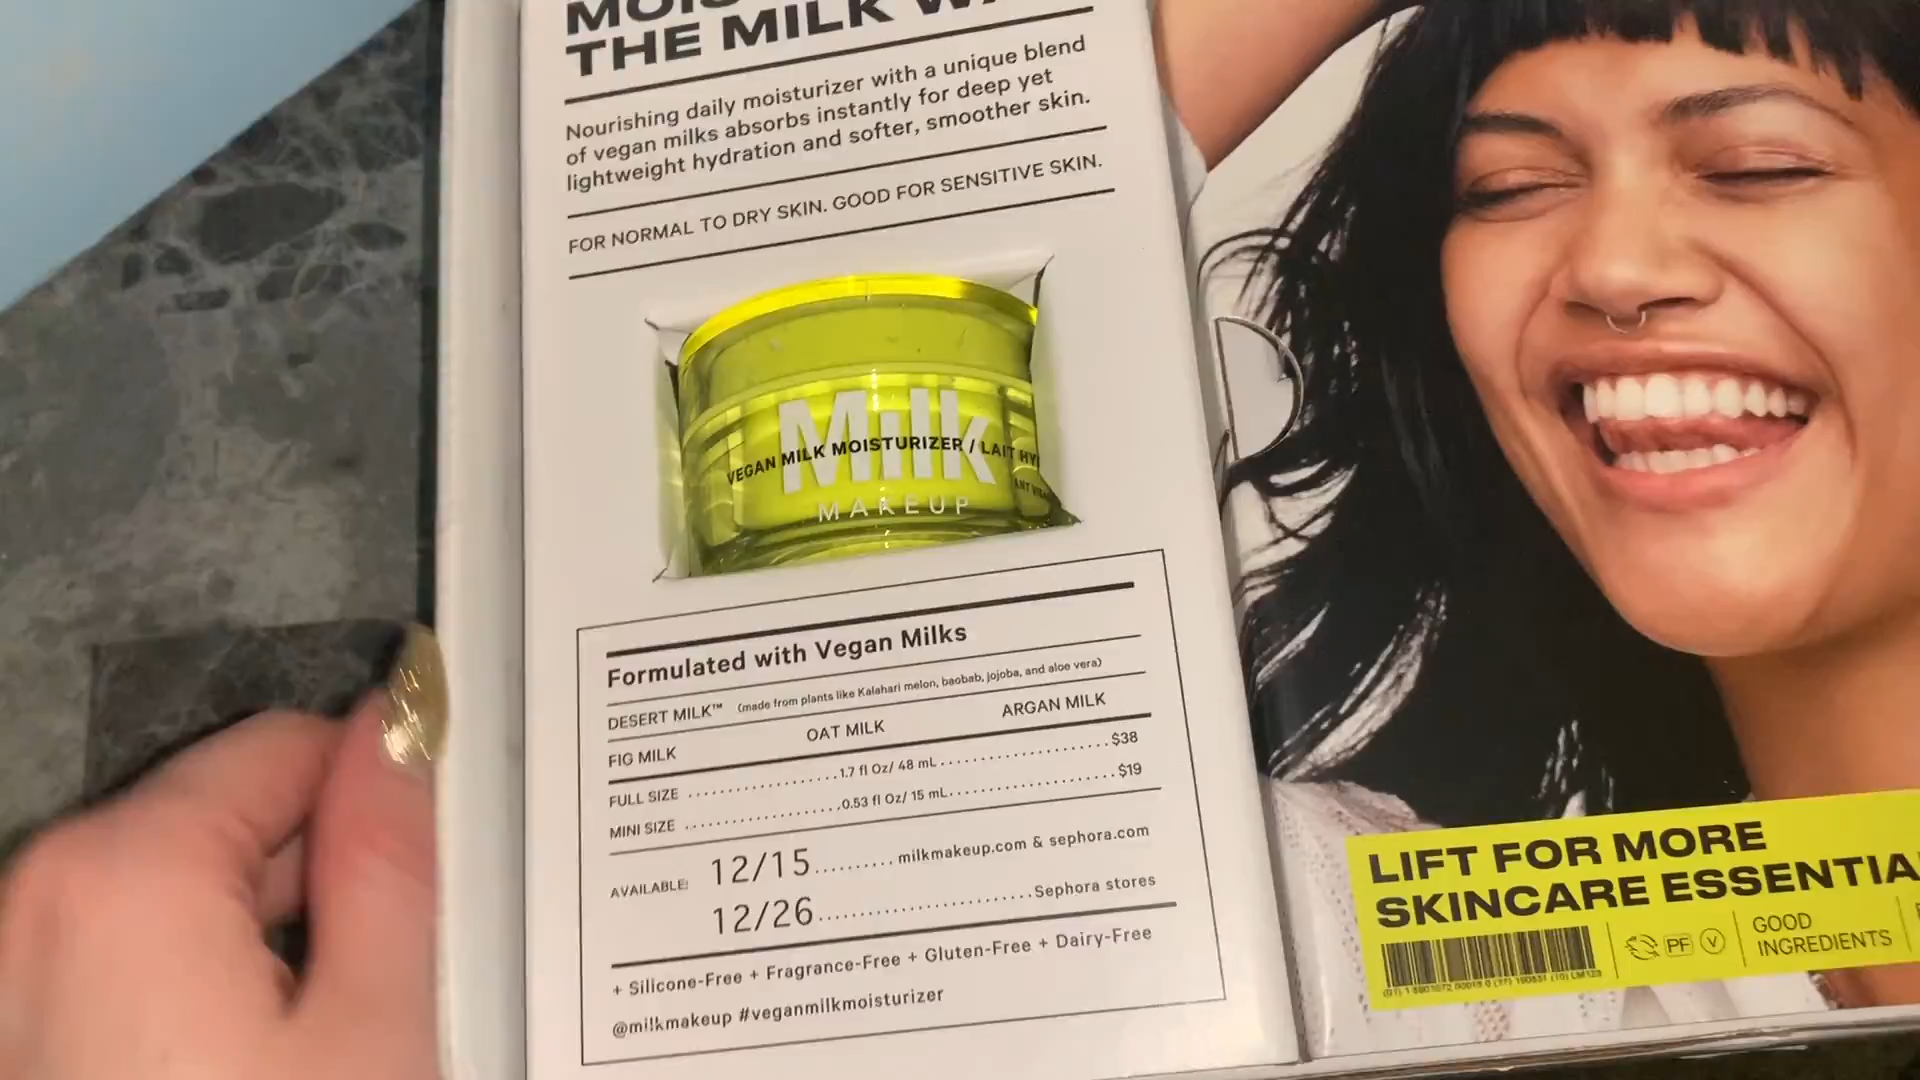 THE MILK
Nourishing daily moisturizer with a unique blend
of vegan milks absorbs instantly for deep yet
lightweight hydration and softer, smoother skin.
FOR NORMAL TO DRY SKIN. GOOD FOR SENSITIVE SKIN.
Milk
VEGAN MILK MOISTURIZER / LAIT
MAKEUP
Formulated with Vegan Milks
DESERT MILK™ (made from plants like Kalahari melon, baobab, jojoba, and aloe vera)
FIG MILK OAT MILK ARGAN MILK
FULL SIZE ....................1.7 fl Oz/ 48 mL......................$38
MINI SIZE .....................0.53 fl Oz/ 15 mL.....................$19
AVAILABLE: 12/15.......... milkmakeup.com & sephora.com
12/26...........................Sephora stores
+ Silicone-Free + Fragrance-Free + Gluten-Free + Dairy-Free
@milkmakeup #veganmilkmoisturizer
LIFT FOR MORE
SKINCARE
PF V GOOD
INGREDIENTS